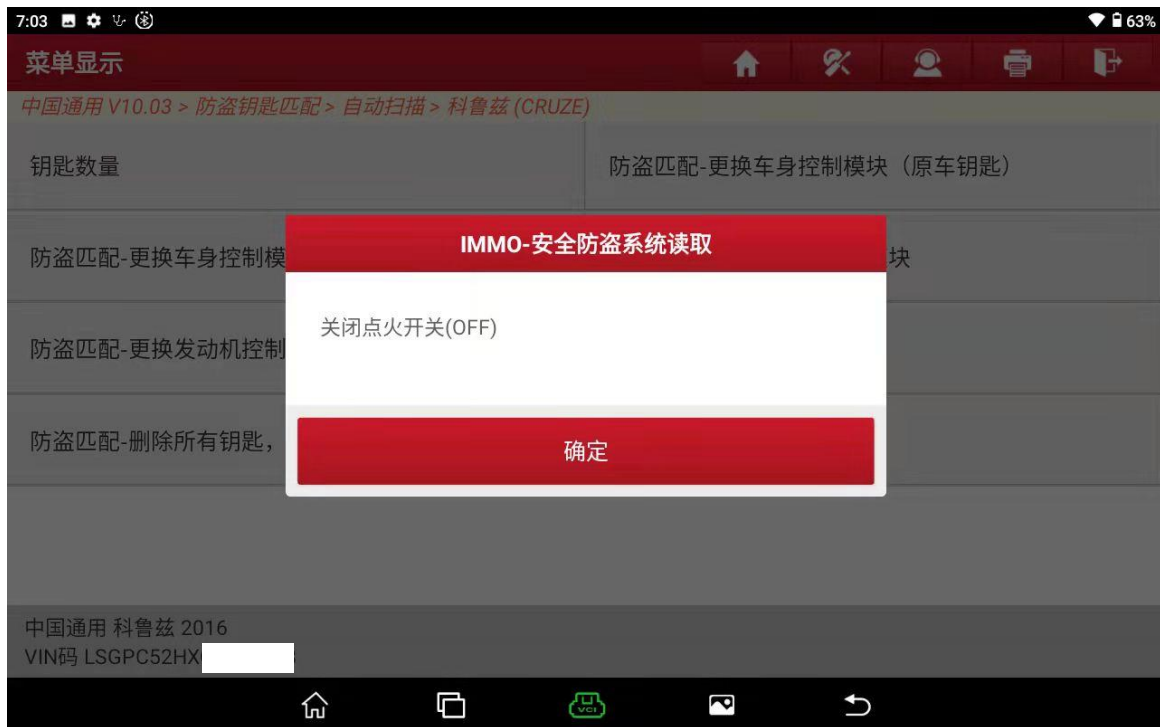 7:03
63%
菜单显示
中国通用 V10.03 > 防盗钥匙匹配 > 自动扫描 > 科鲁兹 (CRUZE)
钥匙数量
防盗匹配-更换车身控制模块（原车钥匙）
IMMO-安全防盗系统读取
防盗匹配-更换车身控制模
块
关闭点火开关(OFF)
防盗匹配-更换发动机控制
防盗匹配-删除所有钥匙，
确定
中国通用 科鲁兹 2016
VIN码 LSGPC52HX
VCI